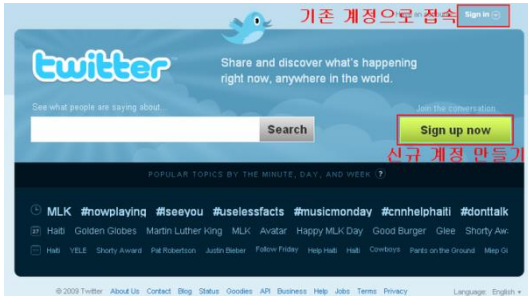 기존 계정으로 접속 Sign in
twitter
Share and discover what's happening
right now, anywhere in the world.
See what people are saying about...
Join the conversation
Search
Sign up now
신규 계정 만들기
POPULAR TOPICS BY THE MINUTE, DAY, AND WEEK ?
MLK #nowplaying #iseeyou #uselessfacts #musicmonday #cnnhelphaiti #donttalk
Haiti Golden Globes Martin Luther King MLK Avatar Happy MLK Day Good Burger Glee Shorty Aw
Haiti YELE Shorty Award Pat Robertson Justin Bieber Follow Friday Help Haiti Haiti Cowboys Pants on the Ground Miep Gi
© 2009 Twitter About Us Contact Blog Status Goodies API Business Help Jobs Terms Privacy Language: English